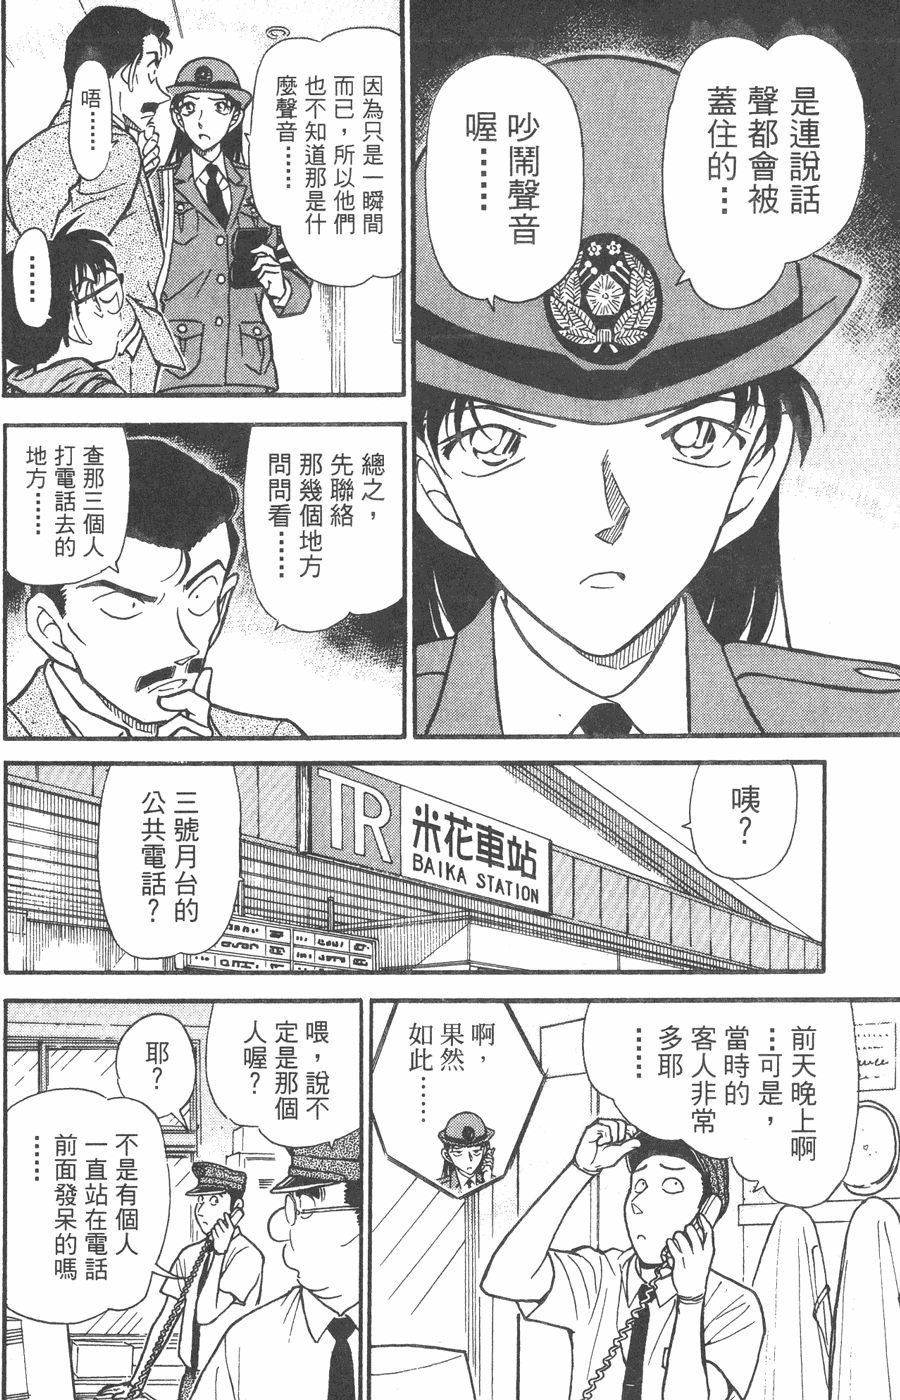 是連說話
聲都會被
蓋住的…
吵鬧聲音
喔……
因為只是一瞬間
而已，所以他們
也不知道那是什
麼聲音……
唔……
……
總之，
先聯絡
那幾個地方
問問看……
查那三個人
打電話去的
地方……
咦？
TR
米花車站
BAIKA STATION
三號月台的
公共電話？
前天晚上啊
…可是，
當時的
客人非常
多耶
……
啊，
果然
如此……
喂，說不
定是那個
人喔？
耶？
不是有個人
一直站在電話
前面發呆的嗎
……